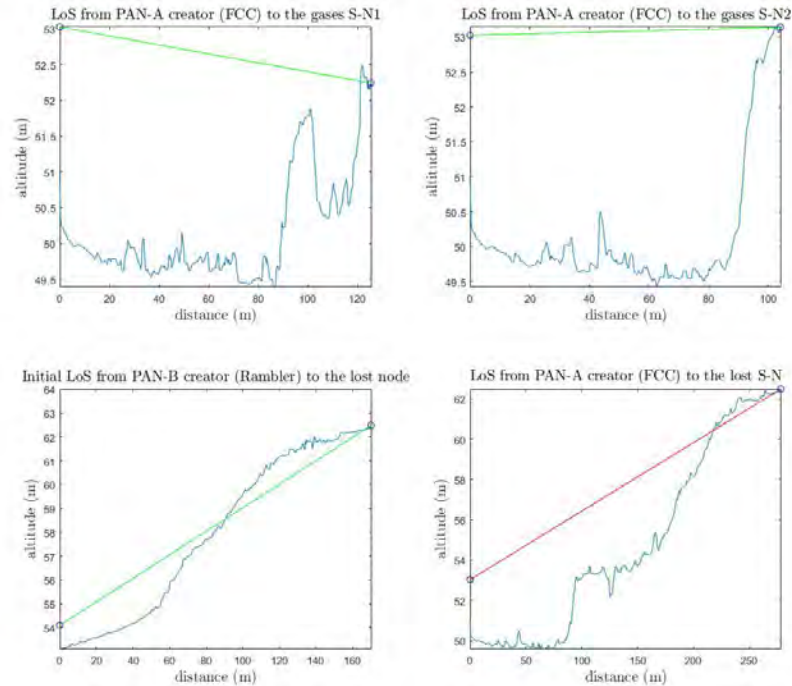 LoS from PAN-A creator (FCC) to the gases S-N1
53
52.5
52
51.5
51
50.5
50
49.5
altitude (m)
0 20 40 60 80 100 120
distance (m)
LoS from PAN-A creator (FCC) to the gases S-N2
53
52.5
52
51.5
51
50.5
50
49.5
altitude (m)
0 20 40 60 80 100
distance (m)
Initial LoS from PAN-B creator (Rambler) to the lost node
64
63
62
61
60
59
58
57
56
55
54
altitude (m)
0 20 40 60 80 100 120 140 160
distance (m)
LoS from PAN-A creator (FCC) to the lost S-N
62
60
58
56
54
52
50
altitude (m)
0 50 100 150 200 250
distance (m)